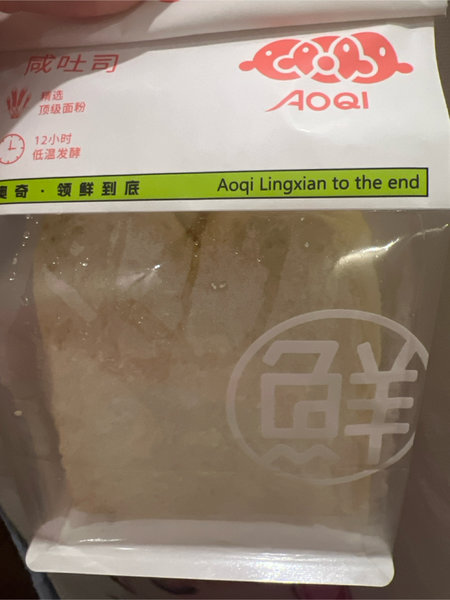 咸吐司
AOQI
精选
顶级面粉
12小时
低温发酵
奥奇·领鲜到底
Aoqi Lingxian to the end
鲜